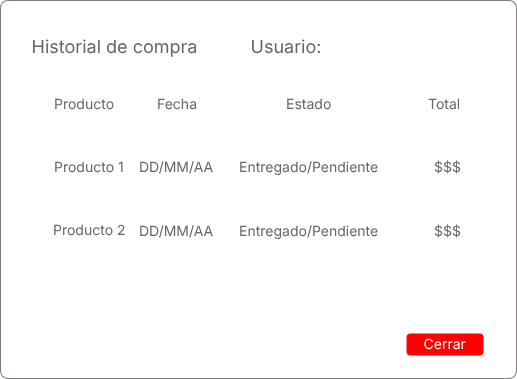 Historial de compra Usuario:
Producto Fecha Estado Total
Producto 1 DD/MM/AA Entregado/Pendiente $$$
Producto 2 DD/MM/AA Entregado/Pendiente $$$
Cerrar